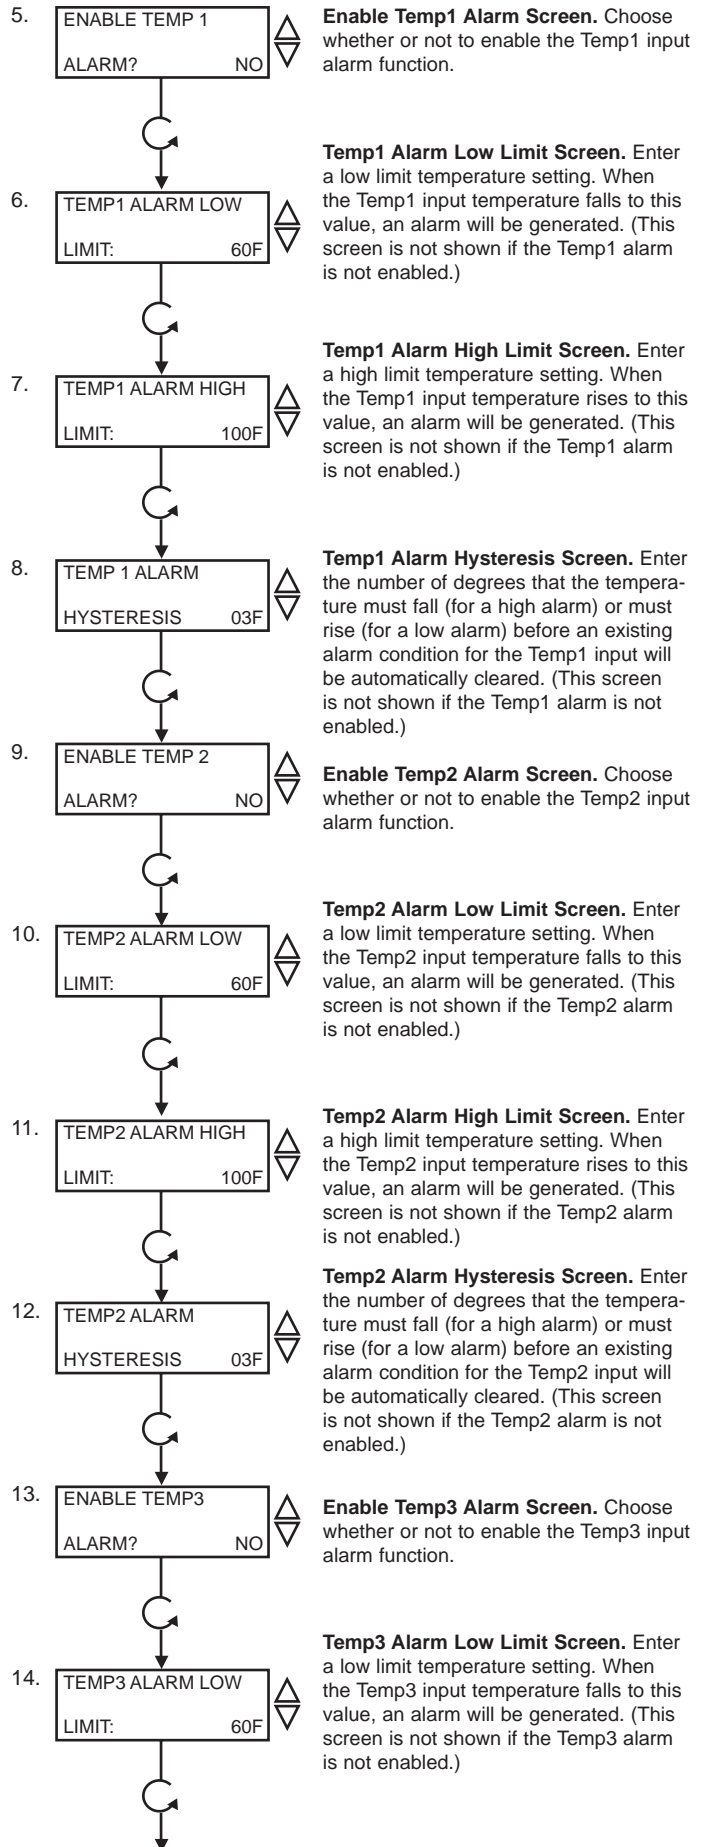 5.
ENABLE TEMP 1
ALARM? NO
Enable Temp1 Alarm Screen. Choose
whether or not to enable the Temp1 input
alarm function.
6.
TEMP1 ALARM LOW
LIMIT: 60F
Temp1 Alarm Low Limit Screen. Enter
a low limit temperature setting. When
the Temp1 input temperature falls to this
value, an alarm will be generated. (This
screen is not shown if the Temp1 alarm
is not enabled.)
7.
TEMP1 ALARM HIGH
LIMIT: 100F
Temp1 Alarm High Limit Screen. Enter
a high limit temperature setting. When
the Temp1 input temperature rises to this
value, an alarm will be generated. (This
screen is not shown if the Temp1 alarm
is not enabled.)
8.
TEMP 1 ALARM
HYSTERESIS 03F
Temp1 Alarm Hysteresis Screen. Enter
the number of degrees that the tempera-
ture must fall (for a high alarm) or must
rise (for a low alarm) before an existing
alarm condition for the Temp1 input will
be automatically cleared. (This screen
is not shown if the Temp1 alarm is not
enabled.)
9.
ENABLE TEMP 2
ALARM? NO
Enable Temp2 Alarm Screen. Choose
whether or not to enable the Temp2 input
alarm function.
10.
TEMP2 ALARM LOW
LIMIT: 60F
Temp2 Alarm Low Limit Screen. Enter
a low limit temperature setting. When
the Temp2 input temperature falls to this
value, an alarm will be generated. (This
screen is not shown if the Temp2 alarm
is not enabled.)
11.
TEMP2 ALARM HIGH
LIMIT: 100F
Temp2 Alarm High Limit Screen. Enter
a high limit temperature setting. When
the Temp2 input temperature rises to this
value, an alarm will be generated. (This
screen is not shown if the Temp2 alarm
is not enabled.)
12.
TEMP2 ALARM
HYSTERESIS 03F
Temp2 Alarm Hysteresis Screen. Enter
the number of degrees that the tempera-
ture must fall (for a high alarm) or must
rise (for a low alarm) before an existing
alarm condition for the Temp2 input will
be automatically cleared. (This screen
is not shown if the Temp2 alarm is not
enabled.)
13.
ENABLE TEMP3
ALARM? NO
Enable Temp3 Alarm Screen. Choose
whether or not to enable the Temp3 input
alarm function.
14.
TEMP3 ALARM LOW
LIMIT: 60F
Temp3 Alarm Low Limit Screen. Enter
a low limit temperature setting. When
the Temp3 input temperature falls to this
value, an alarm will be generated. (This
screen is not shown if the Temp3 alarm
is not enabled.)